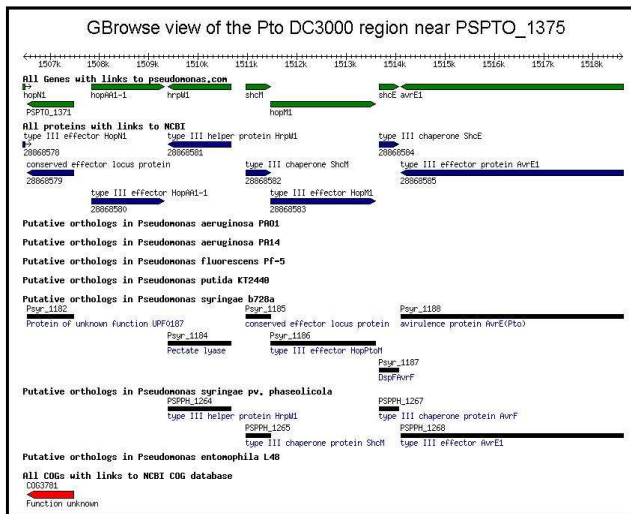 GBrowse view of the Pto DC3000 region near PSPTO_1375
1507k 1508k 1509k 1510k 1511k 1512k 1513k 1514k 1515k 1516k 1517k 1518k
All Genes with links to pseudomonas.com
hopN1 hopAA1-1 hrpW1 shcM shcE avrE1
PSPTO_1371 hopM1
All proteins with links to NCBI
type III effector HopN1 type III helper protein HrpW1 type III chaperone ShcE
28868578 28868581 28868584
conserved effector locus protein type III chaperone ShcM type III effector protein AvrE1
28868579 28868582 28868585
type III effector HopAA1-1 type III effector HopM1
28868580 28868583
Putative orthologs in Pseudomonas aeruginosa PAO1
Putative orthologs in Pseudomonas aeruginosa PA14
Putative orthologs in Pseudomonas fluorescens Pf-5
Putative orthologs in Pseudomonas putida KT2440
Putative orthologs in Pseudomonas syringae b728a
Psyr_1182 Psyr_1185 Psyr_1188
Protein of unknown function UPF0187 conserved effector locus protein avirulence protein AvrE(Pto)
Psyr_1184 Psyr_1186
Pectate lyase type III effector HopPtoM
Psyr_1187
DspFAvrF
Putative orthologs in Pseudomonas syringae pv. phaseolicola
PSPPH_1264 PSPPH_1267
type III helper protein HrpW1 type III chaperone protein AvrF
PSPPH_1265 PSPPH_1268
type III chaperone protein ShcM type III effector AvrE1
Putative orthologs in Pseudomonas entomophila L48
All COGs with links to NCBI COG database
COG3781
Function unknown